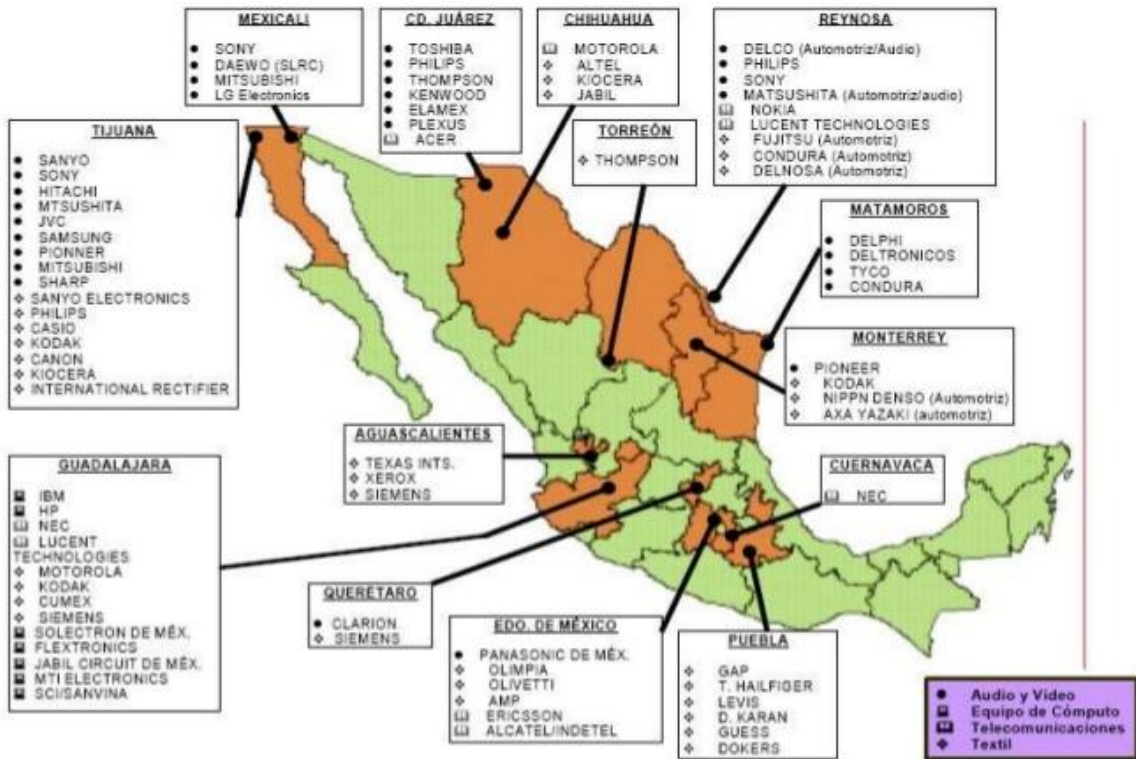 MEXICALI
● SONY
● DAEWO (SLRC)
● MITSUBISHI
● LG Electronics
CD. JUÁREZ
● TOSHIBA
● PHILIPS
● THOMPSON
● KENWOOD
● ELAMEX
● PLEXUS
🕮 ACER
CHIHUAHUA
🕮 MOTOROLA
❖ ALTEL
❖ KIOCERA
❖ JABIL
REYNOSA
● DELCO (Automotriz/Audio)
● PHILIPS
● SONY
● MATSUSHITA (Automotriz/audio)
🕮 NOKIA
🕮 LUCENT TECHNOLOGIES
❖ FUJITSU (Automotriz)
❖ CONDURA (Automotriz)
❖ DELNOSA (Automotriz)
TIJUANA
● SANYO
● SONY
● HITACHI
● MTSUSHITA
● JVC
● SAMSUNG
● PIONNER
● MITSUBISHI
● SHARP
❖ SANYO ELECTRONICS
❖ PHILIPS
❖ CASIO
❖ KODAK
❖ CANON
❖ KIOCERA
❖ INTERNATIONAL RECTIFIER
TORREÓN
❖ THOMPSON
MATAMOROS
● DELPHI
● DELTRONICOS
● TYCO
● CONDURA
MONTERREY
● PIONEER
❖ KODAK
❖ NIPPN DENSO (Automotriz)
❖ AXA YAZAKI (automotriz)
AGUASCALIENTES
❖ TEXAS INTS.
❖ XEROX
❖ SIEMENS
CUERNAVACA
🕮 NEC
GUADALAJARA
🖳 IBM
🖳 HP
🕮 NEC
🕮 LUCENT
TECHNOLOGIES
❖ MOTOROLA
❖ KODAK
❖ CUMEX
❖ SIEMENS
🖳 SOLECTRON DE MÉX.
🖳 FLEXTRONICS
🖳 JABIL CIRCUIT DE MÉX.
🖳 MTI ELECTRONICS
🖳 SCI/SANVINA
QUERÉTARO
● CLARION
❖ SIEMENS
EDO. DE MÉXICO
● PANASONIC DE MÉX.
❖ OLIMPIA
❖ OLIVETTI
❖ AMP
🕮 ERICSSON
🕮 ALCATEL/INDETEL
PUEBLA
❖ GAP
❖ T. HAILFIGER
❖ LEVIS
❖ D. KARAN
❖ GUESS
❖ DOKERS
● Audio y Video
🖳 Equipo de Cómputo
🕮 Telecomunicaciones
❖ Textil